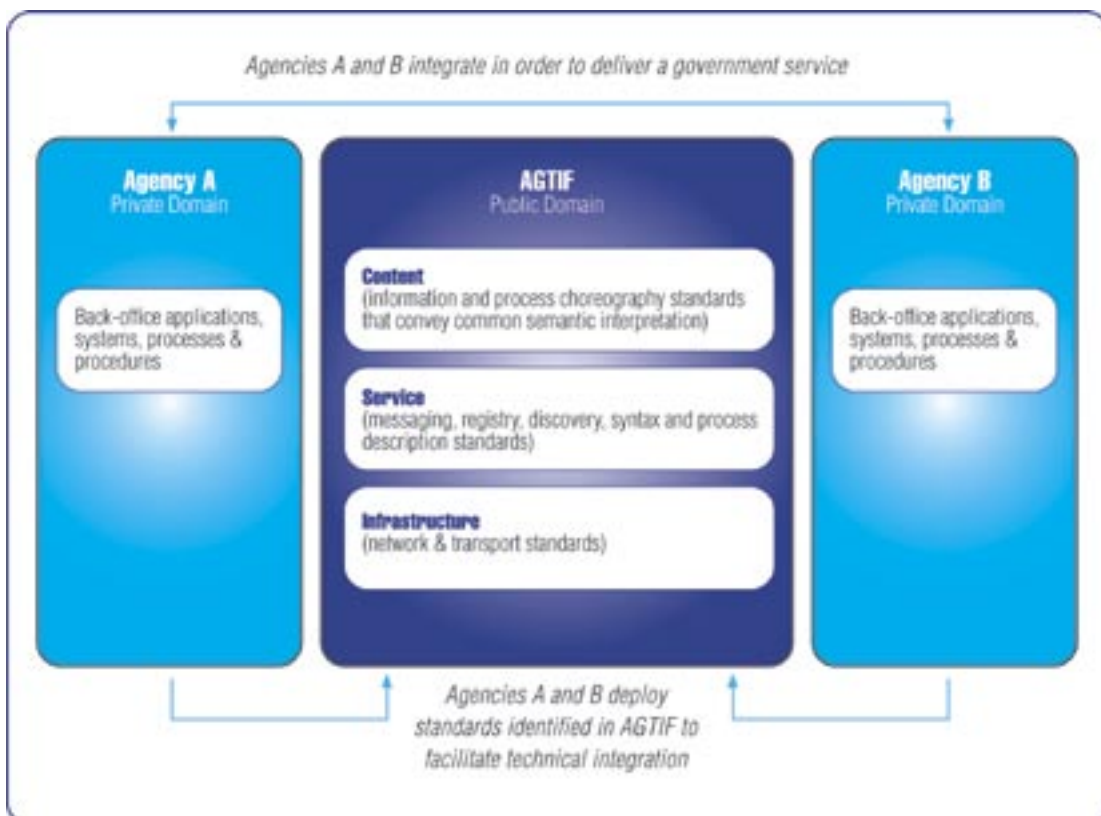 Agencies A and B integrate in order to deliver a government service
Agency A
Private Domain
Back-office applications,
systems, processes &
procedures
AGTIF
Public Domain
Content
(information and process choreography standards
that convey common semantic interpretation)
Service
(messaging, registry, discovery, syntax and process
description standards)
Infrastructure
(network & transport standards)
Agency B
Private Domain
Back-office applications,
systems, processes &
procedures
Agencies A and B deploy
standards identified in AGTIF to
facilitate technical integration